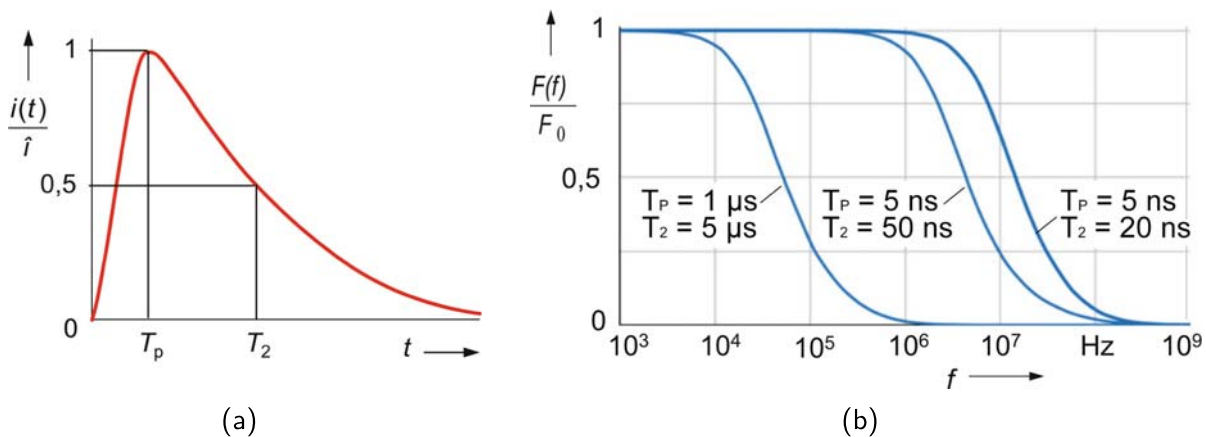 1
i(t)
î
0,5
0
Tp
T2
t
(a)
1
F(f)
F0
0,5
0
TP = 1 µs
T2 = 5 µs
TP = 5 ns
T2 = 50 ns
TP = 5 ns
T2 = 20 ns
10³ 10⁴ 10⁵ 10⁶ 10⁷ Hz 10⁹
f
(b)